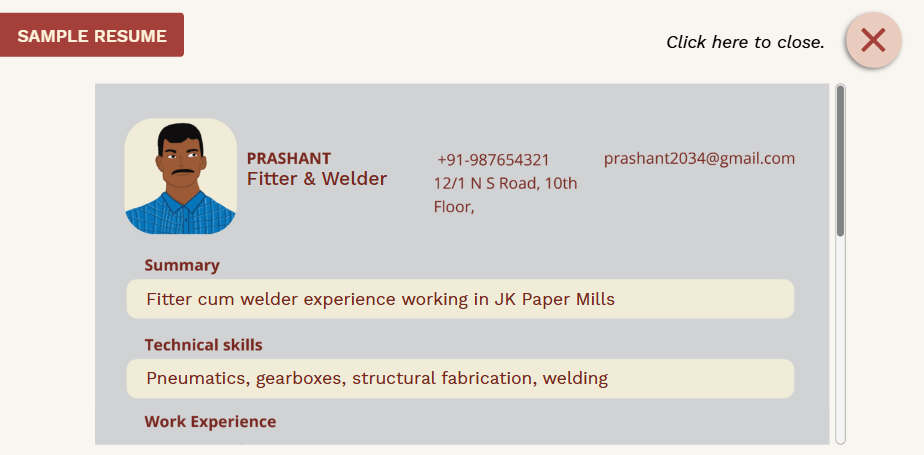 SAMPLE RESUME
Click here to close.
PRASHANT
Fitter & Welder
+91-987654321
12/1 N S Road, 10th
Floor,
prashant2034@gmail.com
Summary
Fitter cum welder experience working in JK Paper Mills
Technical skills
Pneumatics, gearboxes, structural fabrication, welding
Work Experience